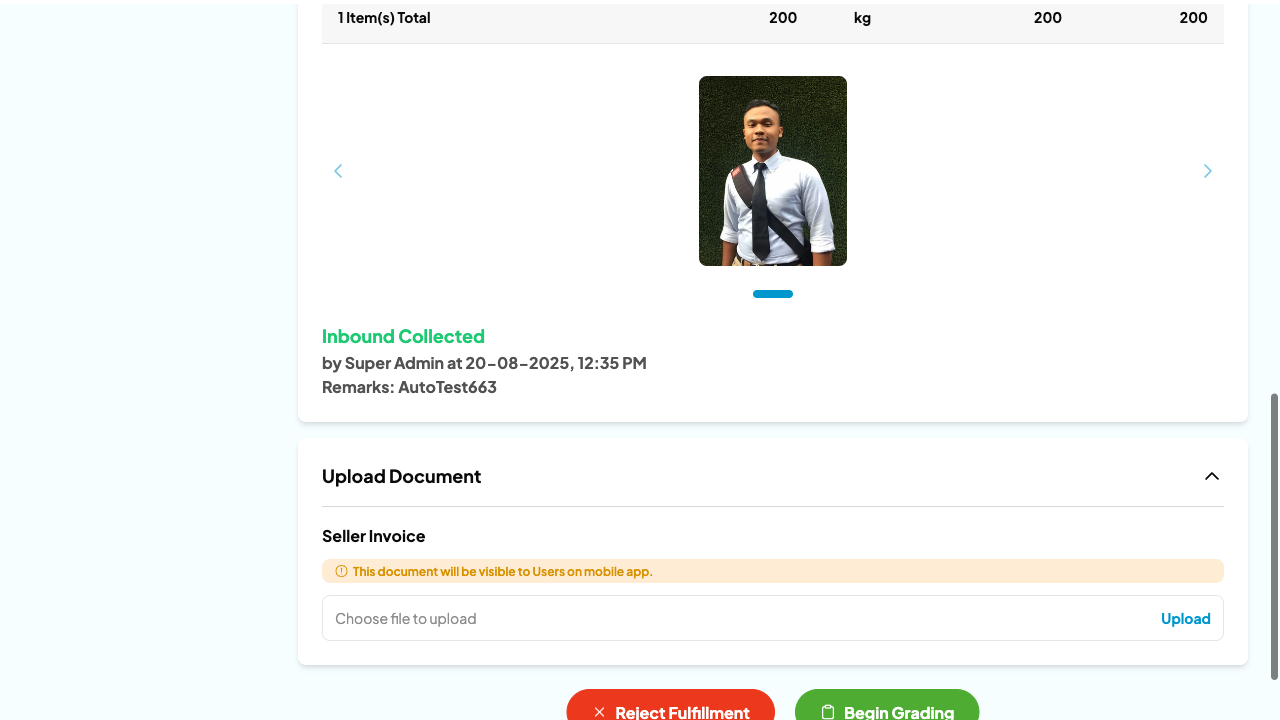 1 Item(s) Total 200 kg 200 200
Inbound Collected
by Super Admin at 20-08-2025, 12:35 PM
Remarks: AutoTest663
Upload Document
Seller Invoice
This document will be visible to Users on mobile app.
Choose file to upload Upload
Reject Fulfillment Begin Grading